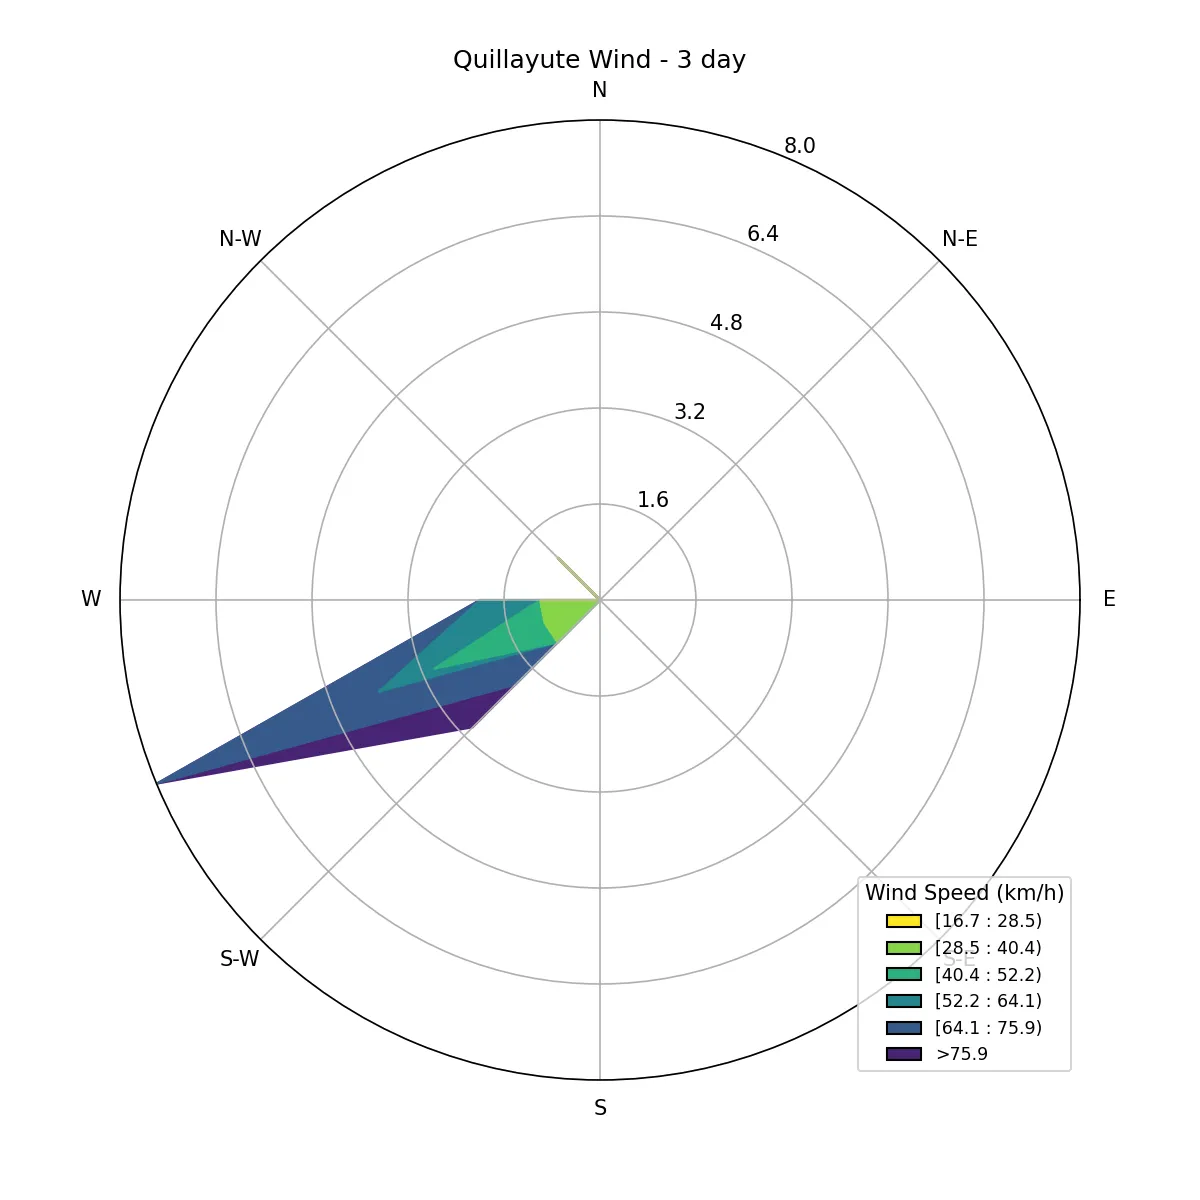 Quillayute Wind - 3 day
N
8.0
N-W
N-E
6.4
4.8
3.2
1.6
W
E
S-W
S-E
S
Wind Speed (km/h)
[16.7 : 28.5)
[28.5 : 40.4)
[40.4 : 52.2)
[52.2 : 64.1)
[64.1 : 75.9)
>75.9